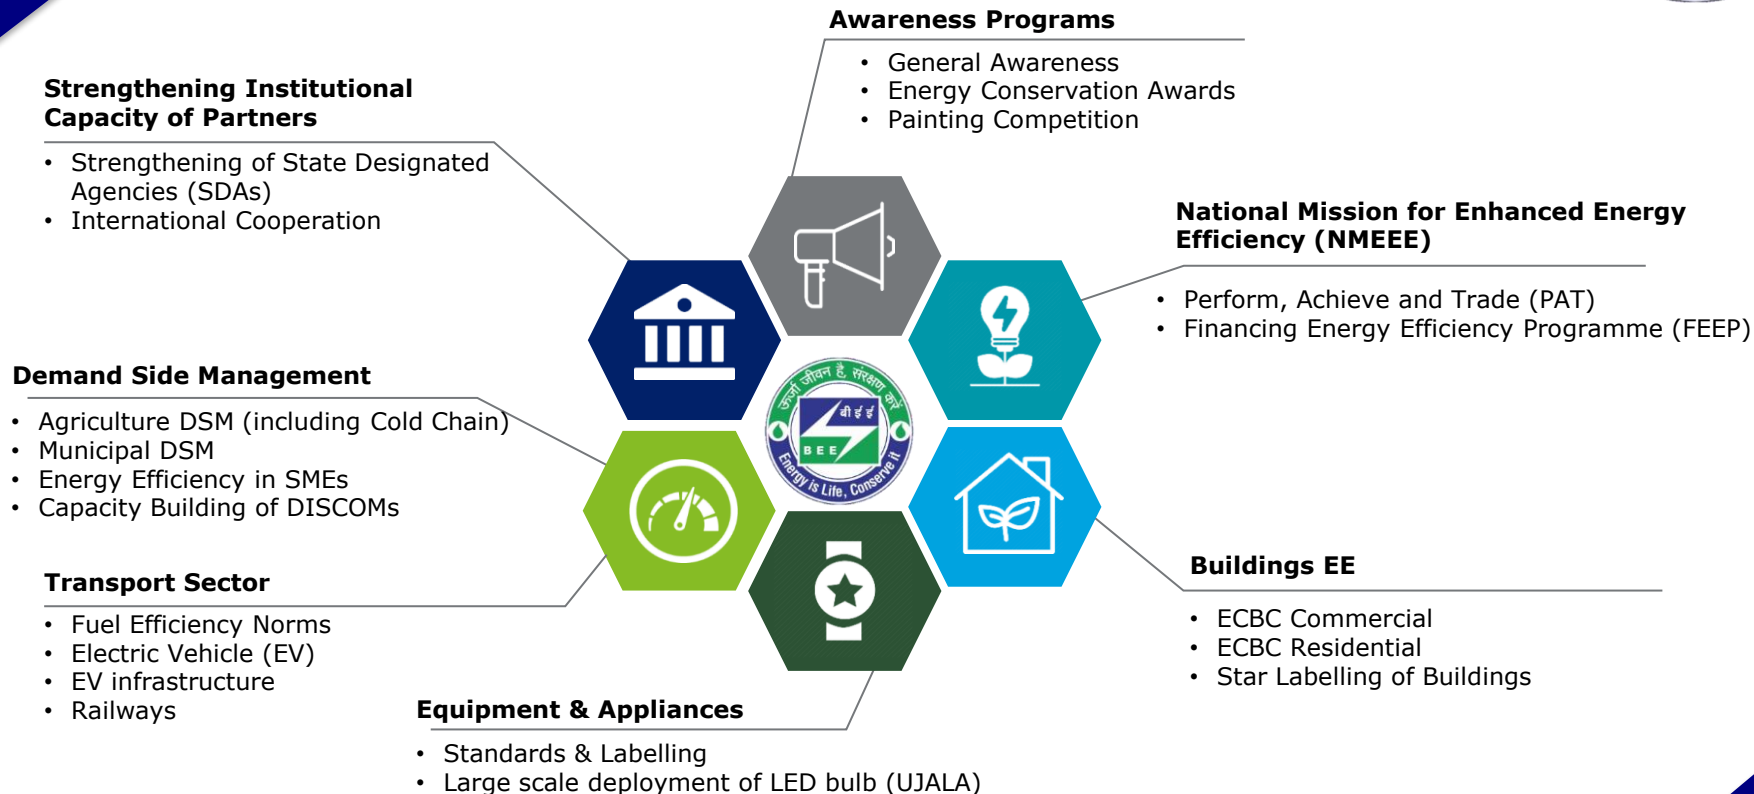 Awareness Programs
• General Awareness
• Energy Conservation Awards
• Painting Competition
Strengthening Institutional
Capacity of Partners
• Strengthening of State Designated
Agencies (SDAs)
• International Cooperation
National Mission for Enhanced Energy
Efficiency (NMEEE)
• Perform, Achieve and Trade (PAT)
• Financing Energy Efficiency Programme (FEEP)
Demand Side Management
• Agriculture DSM (including Cold Chain)
• Municipal DSM
• Energy Efficiency in SMEs
• Capacity Building of DISCOMs
ऊर्जा जीवन है, संरक्षण करें
बी ई ई
BEE
Energy is Life, Conserve it
Transport Sector
• Fuel Efficiency Norms
• Electric Vehicle (EV)
• EV infrastructure
• Railways
Buildings EE
• ECBC Commercial
• ECBC Residential
• Star Labelling of Buildings
Equipment & Appliances
• Standards & Labelling
• Large scale deployment of LED bulb (UJALA)